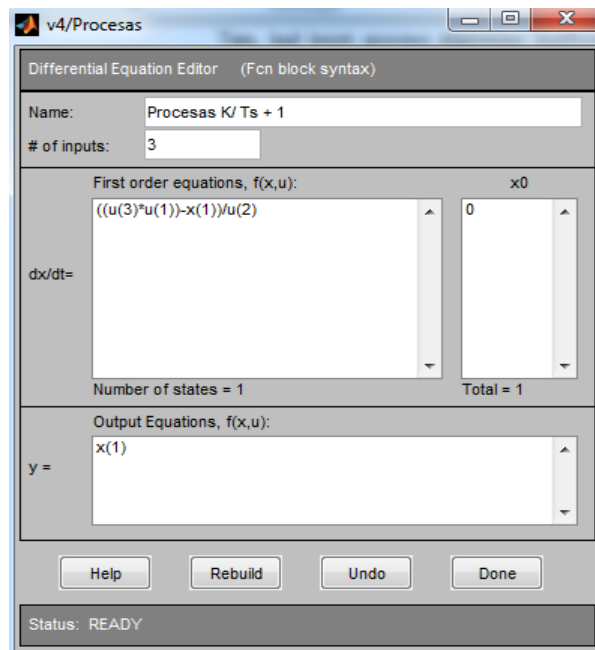 v4/Procesas
Differential Equation Editor (Fcn block syntax)
Name: Procesas K/ Ts + 1
# of inputs: 3
First order equations, f(x,u): x0
((u(3)*u(1))-x(1))/u(2) 0
dx/dt=
Number of states = 1 Total = 1
Output Equations, f(x,u):
x(1)
y =
Help Rebuild Undo Done
Status: READY